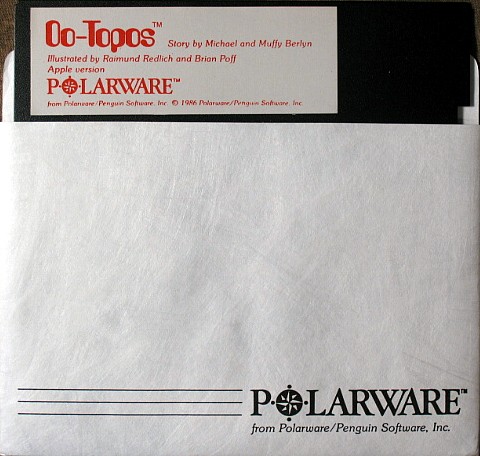 Oo-Topos™ Story by Michael and Muffy Berlyn
Illustrated by Raimund Redlich and Brian Poff
Apple version
POLARWARE™
from Polarware/Penguin Software, Inc. © 1986 Polarware/Penguin Software, Inc.
POLARWARE™
from Polarware/Penguin Software, Inc.